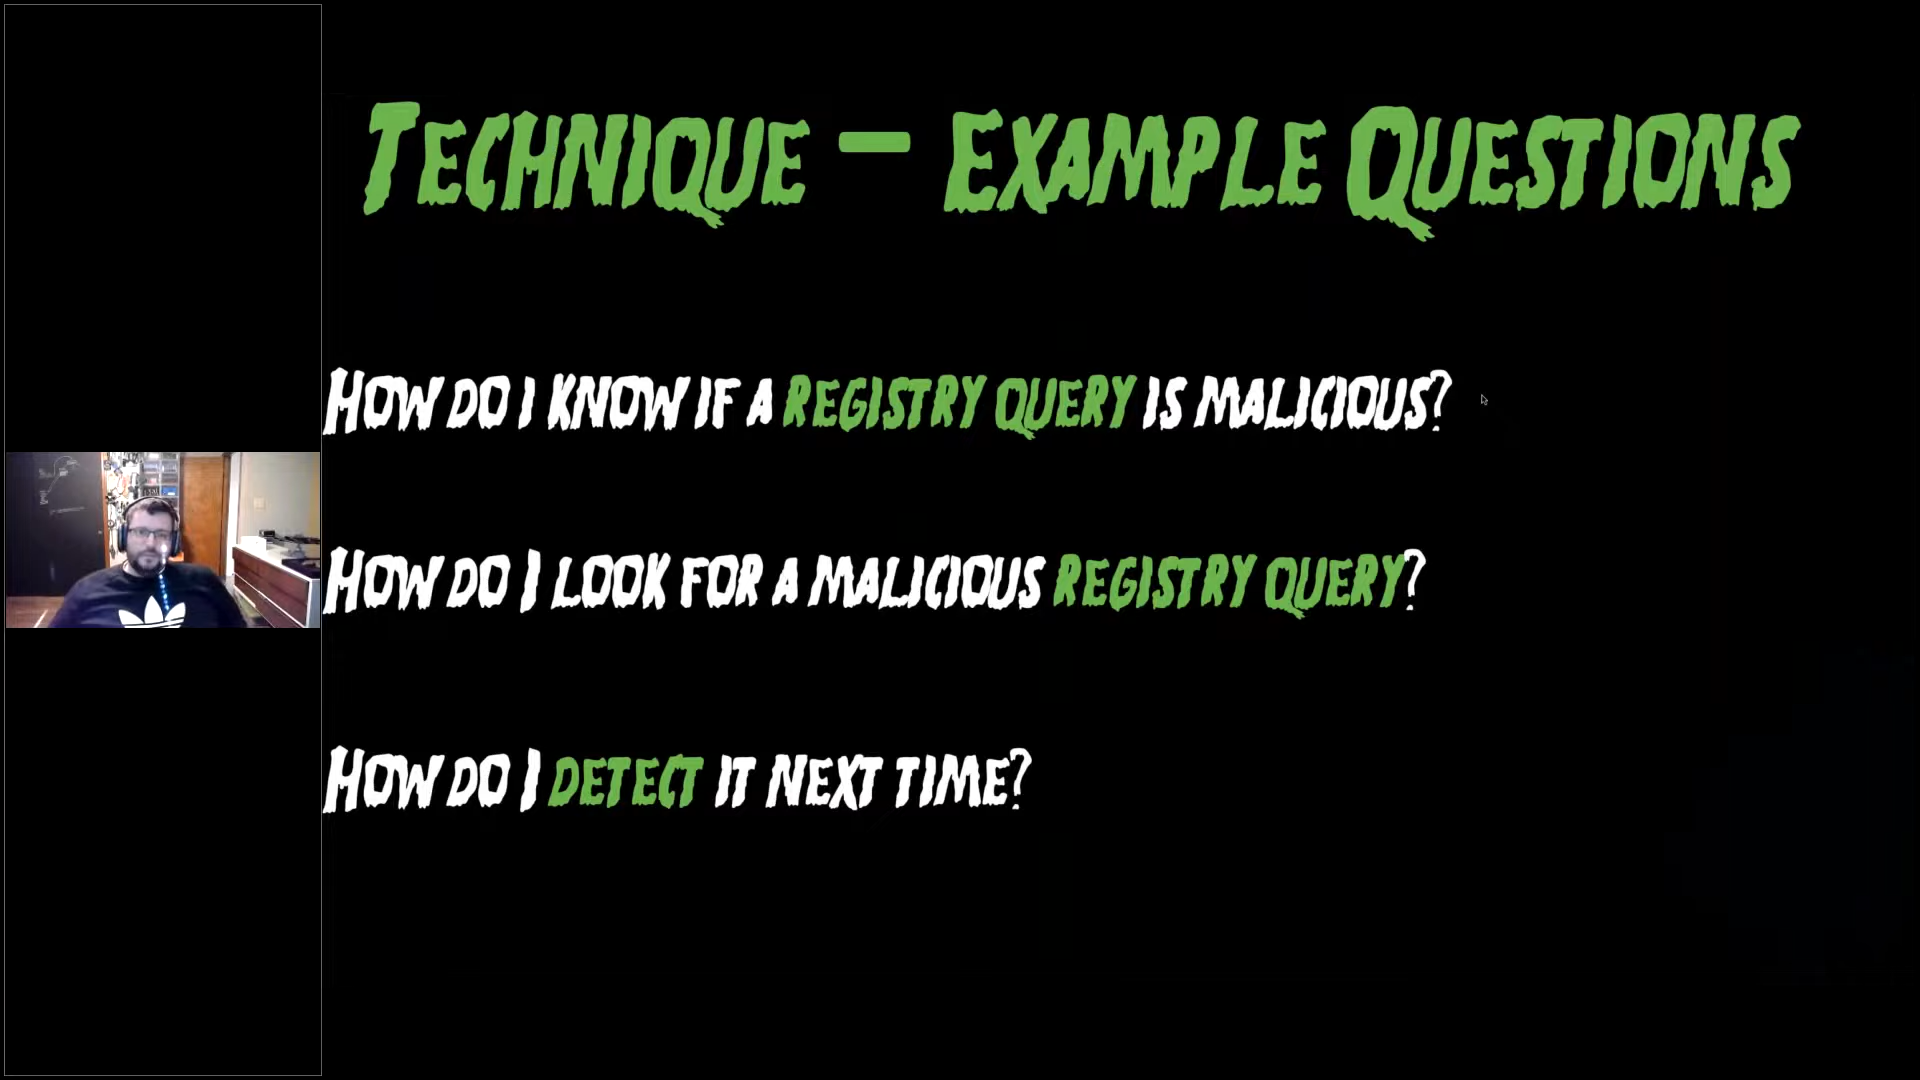 Technique – Example Questions
How do I know if a registry query is malicious?
How do I look for a malicious registry query?
How do I detect it next time?